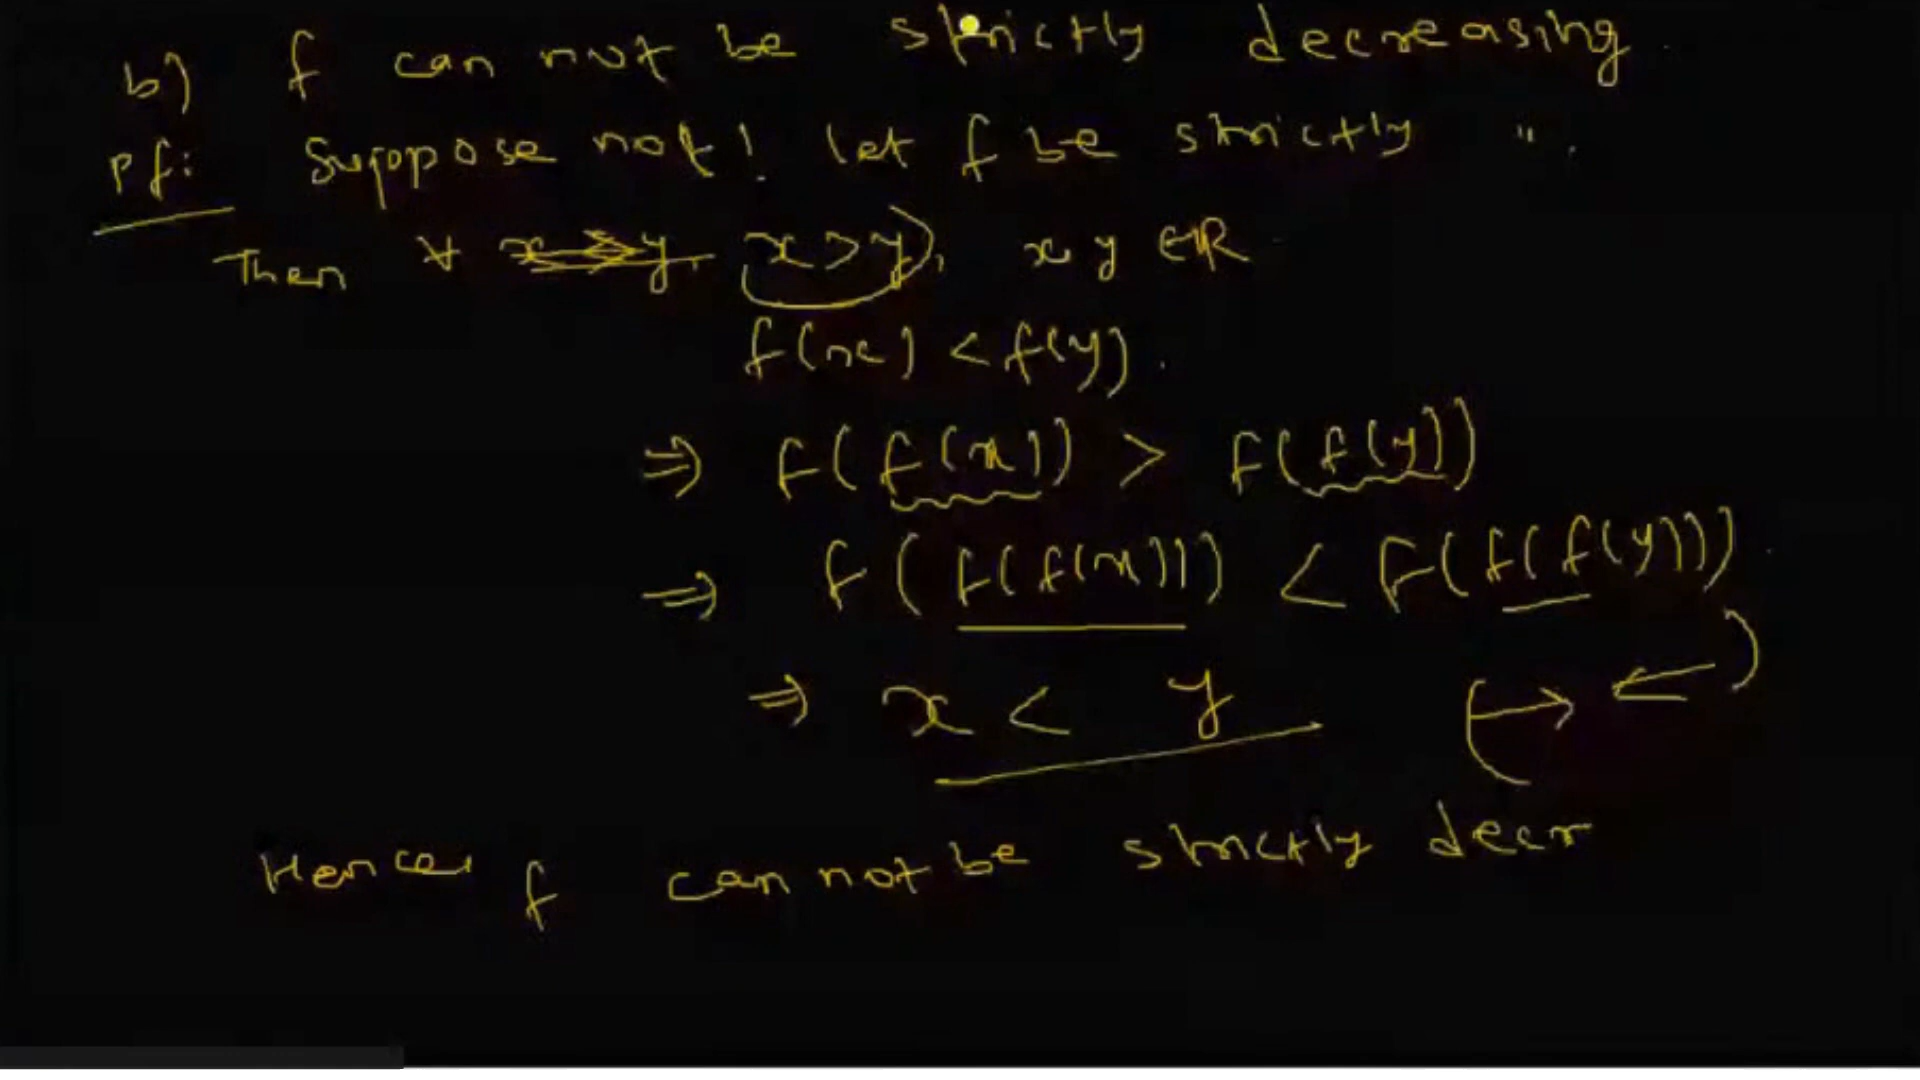 b) f can not be strictly decreasing.
Pf: Suppose not! let f be strictly ".
Then ∀ x > y, x, y ∈ ℝ
f(x) < f(y).
⇒ f(f(x)) > f(f(y))
⇒ f(f(f(x))) < f(f(f(y))).
⇒ x < y (→ ←)
Hence, f can not be strictly decr